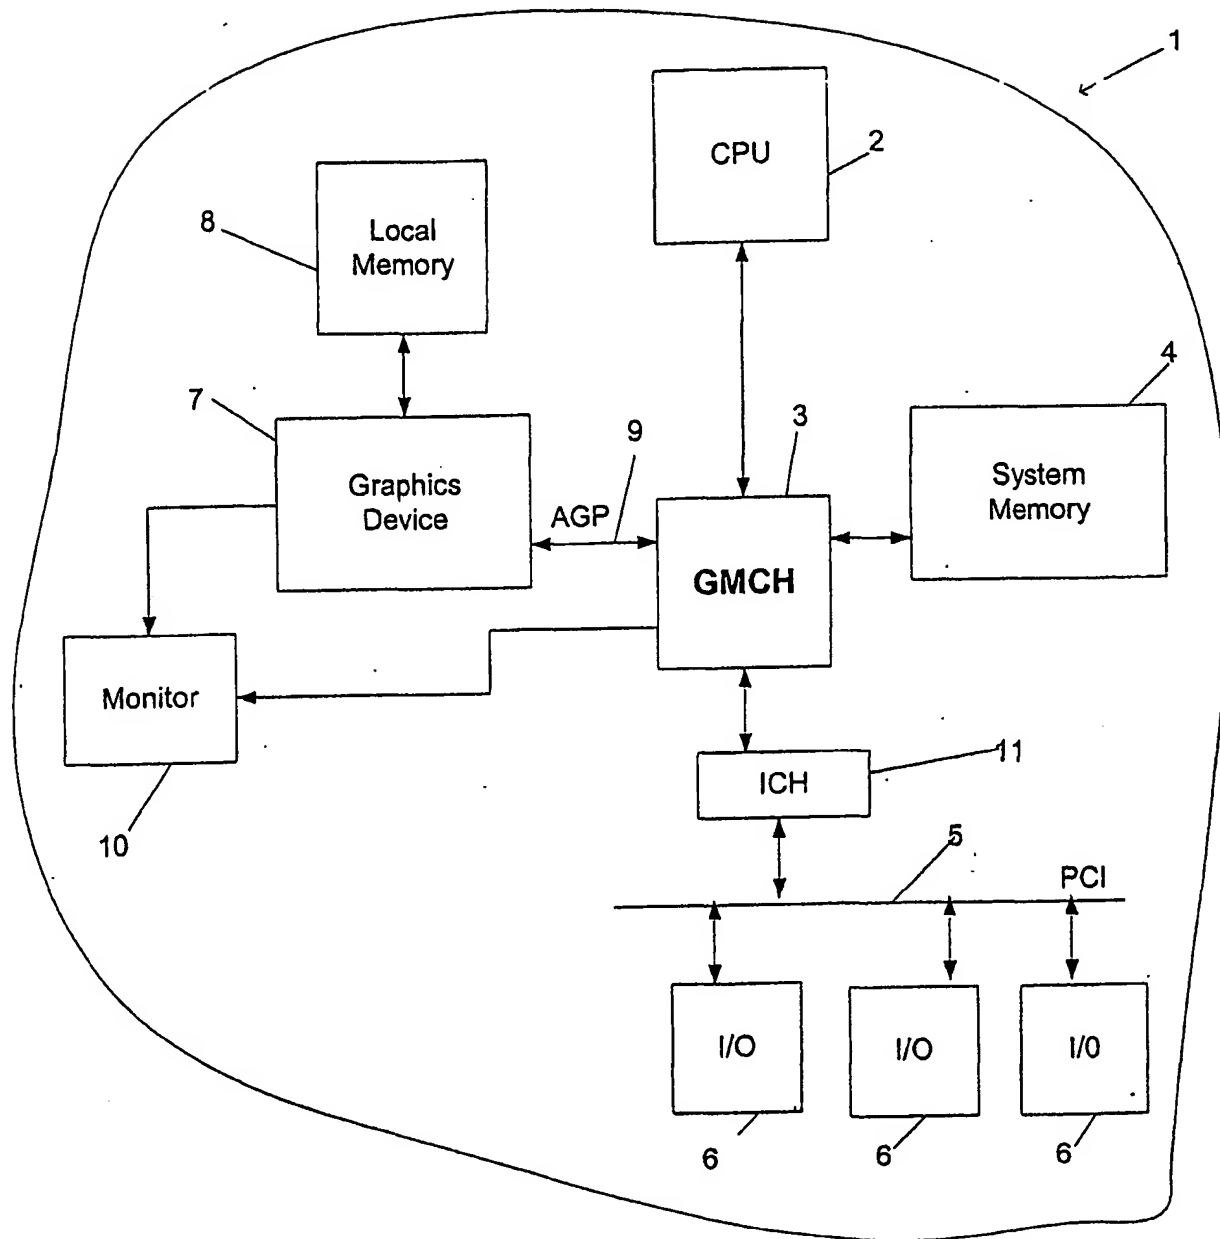 1
CPU
2
8
Local
Memory
4
7
9
3
Graphics
Device
AGP
System
Memory
GMCH
Monitor
11
ICH
10
5
PCI
I/O
I/O
I/0
6
6
6